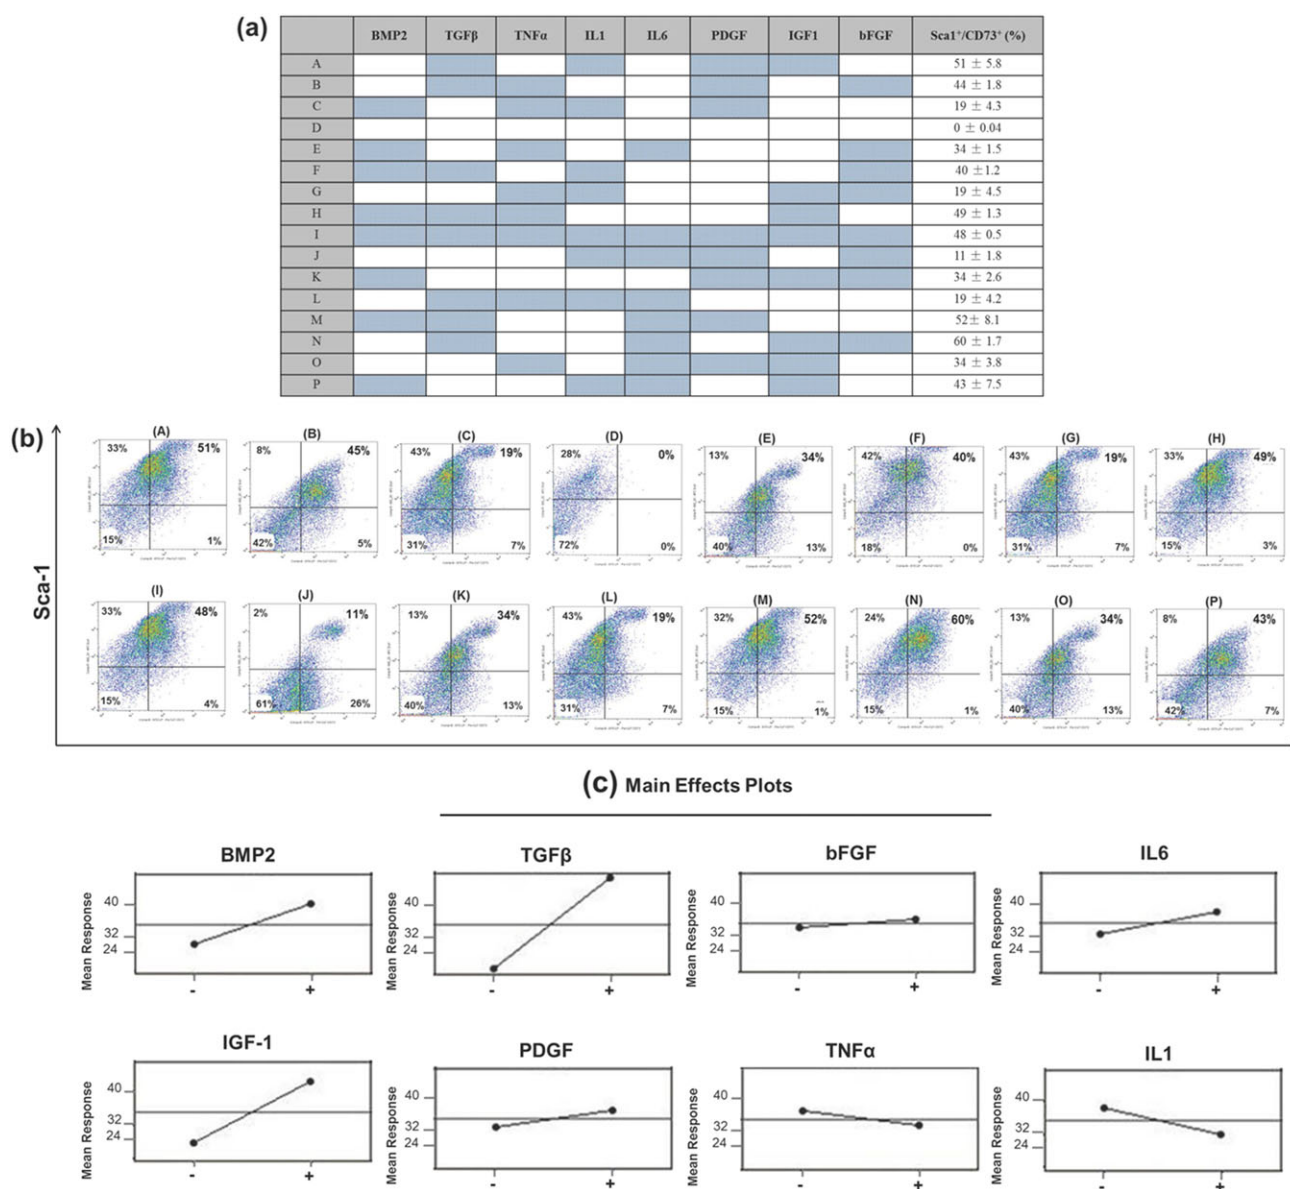 (a)
BMP2 TGFβ TNFα IL1 IL6 PDGF IGF1 bFGF Sca1⁺/CD73⁺ (%)
A 51 ± 5.8
B 44 ± 1.8
C 19 ± 4.3
D 0 ± 0.04
E 34 ± 1.5
F 40 ±1.2
G 19 ± 4.5
H 49 ± 1.3
I 48 ± 0.5
J 11 ± 1.8
K 34 ± 2.6
L 19 ± 4.2
M 52± 8.1
N 60 ± 1.7
O 34 ± 3.8
P 43 ± 7.5
(b)
Sca-1
(A) (B) (C) (D) (E) (F) (G) (H)
33% 51% 8% 45% 43% 19% 28% 0% 13% 34% 42% 40% 43% 19% 33% 49%
15% 1% 42% 5% 31% 7% 72% 0% 40% 13% 18% 0% 31% 7% 15% 3%
(I) (J) (K) (L) (M) (N) (O) (P)
33% 48% 2% 11% 13% 34% 43% 19% 32% 52% 24% 60% 13% 34% 8% 43%
15% 4% 61% 26% 40% 13% 31% 7% 15% 1% 15% 1% 40% 13% 42% 7%
(c) Main Effects Plots
BMP2 TGFβ bFGF IL6
Mean Response 40 32 24 - +
Mean Response 40 32 24 - +
Mean Response 40 32 24 - +
Mean Response 40 32 24 - +
IGF-1 PDGF TNFα IL1
Mean Response 40 32 24 - +
Mean Response 40 32 24 - +
Mean Response 40 32 24 - +
Mean Response 40 32 24 - +